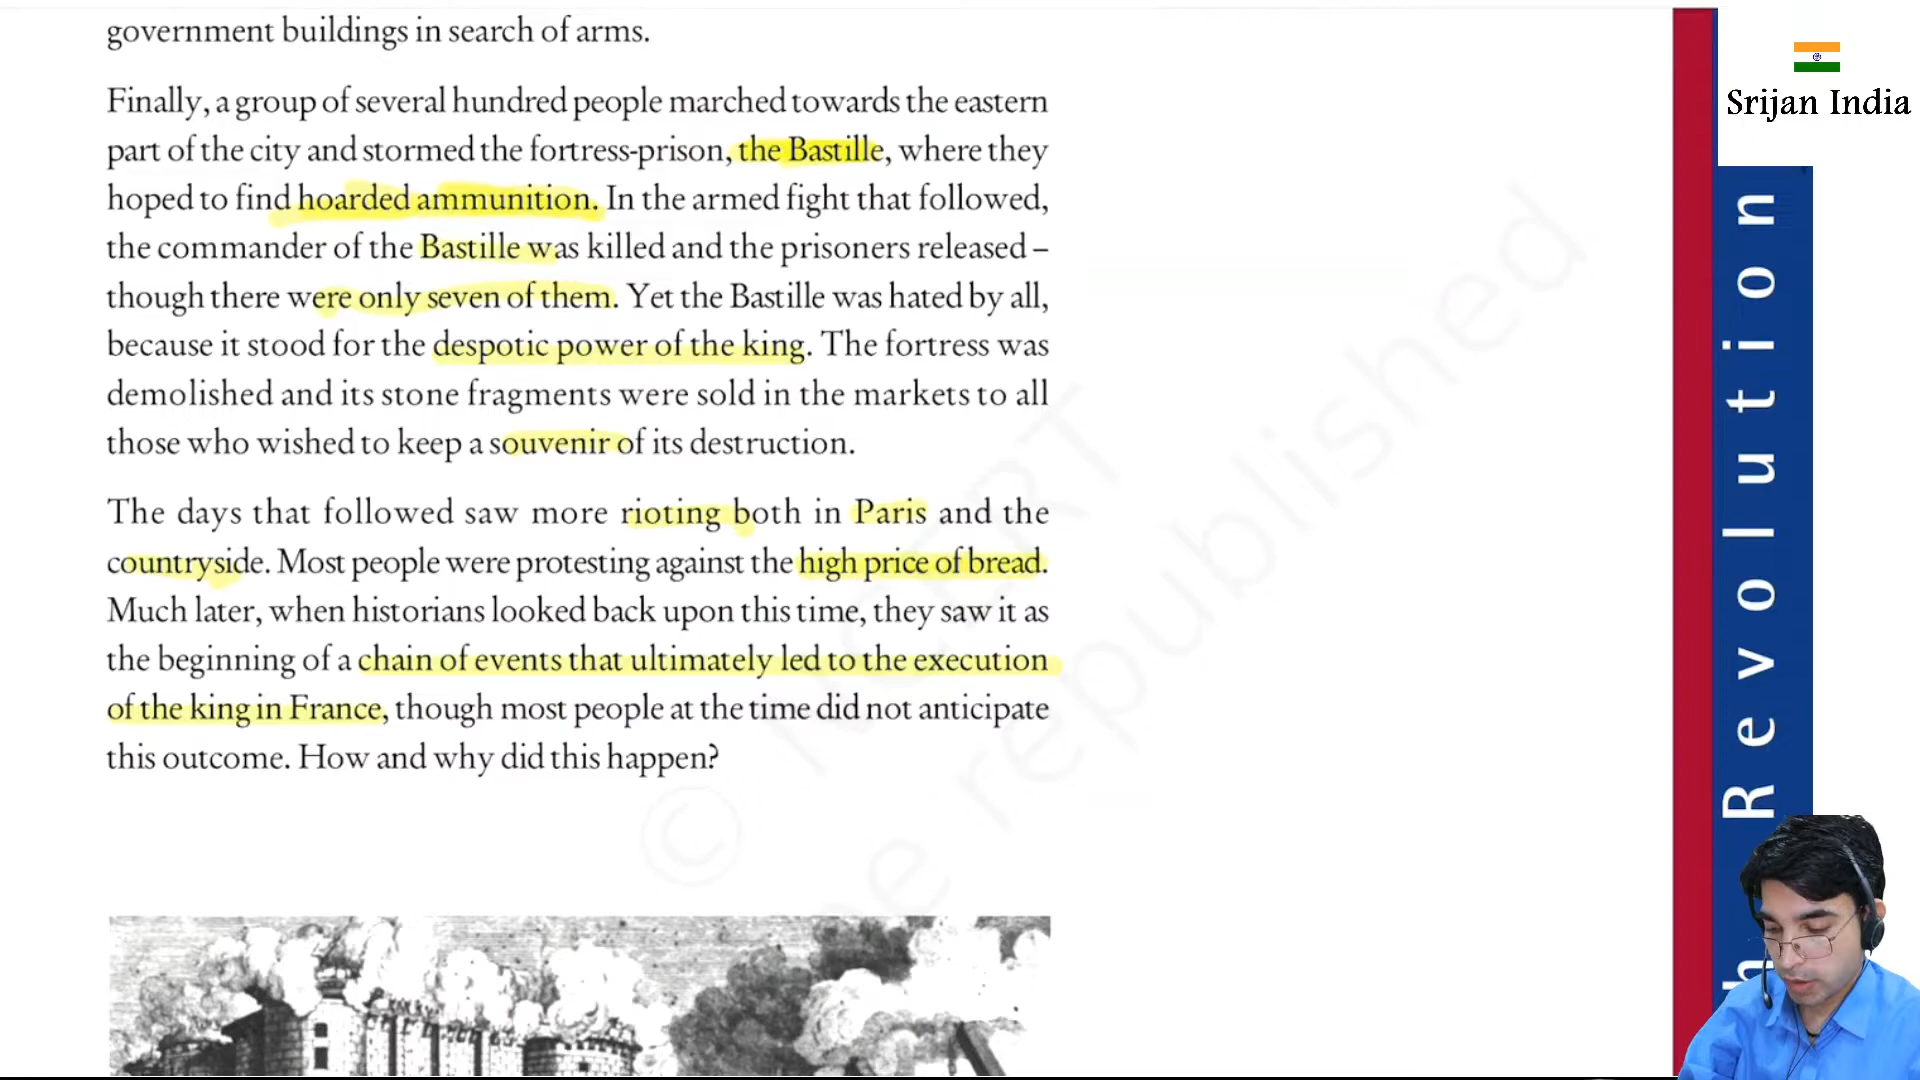 government buildings in search of arms.
Finally, a group of several hundred people marched towards the eastern
part of the city and stormed the fortress-prison, the Bastille, where they
hoped to find hoarded ammunition. In the armed fight that followed,
the commander of the Bastille was killed and the prisoners released –
though there were only seven of them. Yet the Bastille was hated by all,
because it stood for the despotic power of the king. The fortress was
demolished and its stone fragments were sold in the markets to all
those who wished to keep a souvenir of its destruction.
The days that followed saw more rioting both in Paris and the
countryside. Most people were protesting against the high price of bread.
Much later, when historians looked back upon this time, they saw it as
the beginning of a chain of events that ultimately led to the execution
of the king in France, though most people at the time did not anticipate
this outcome. How and why did this happen?
© NCERT
be republished
Srijan India
Revolution